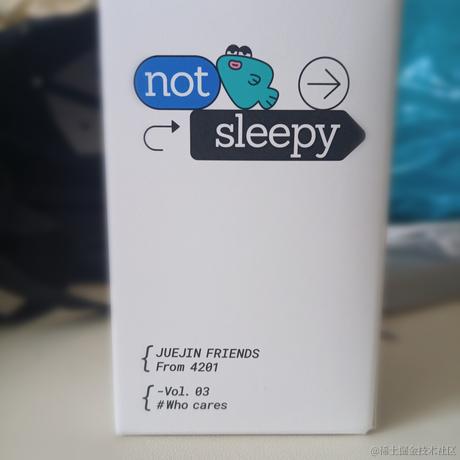 not
sleepy
JUEJIN FRIENDS
From 4201
-Vol. 03
#Who cares
@稀土掘金技术社区